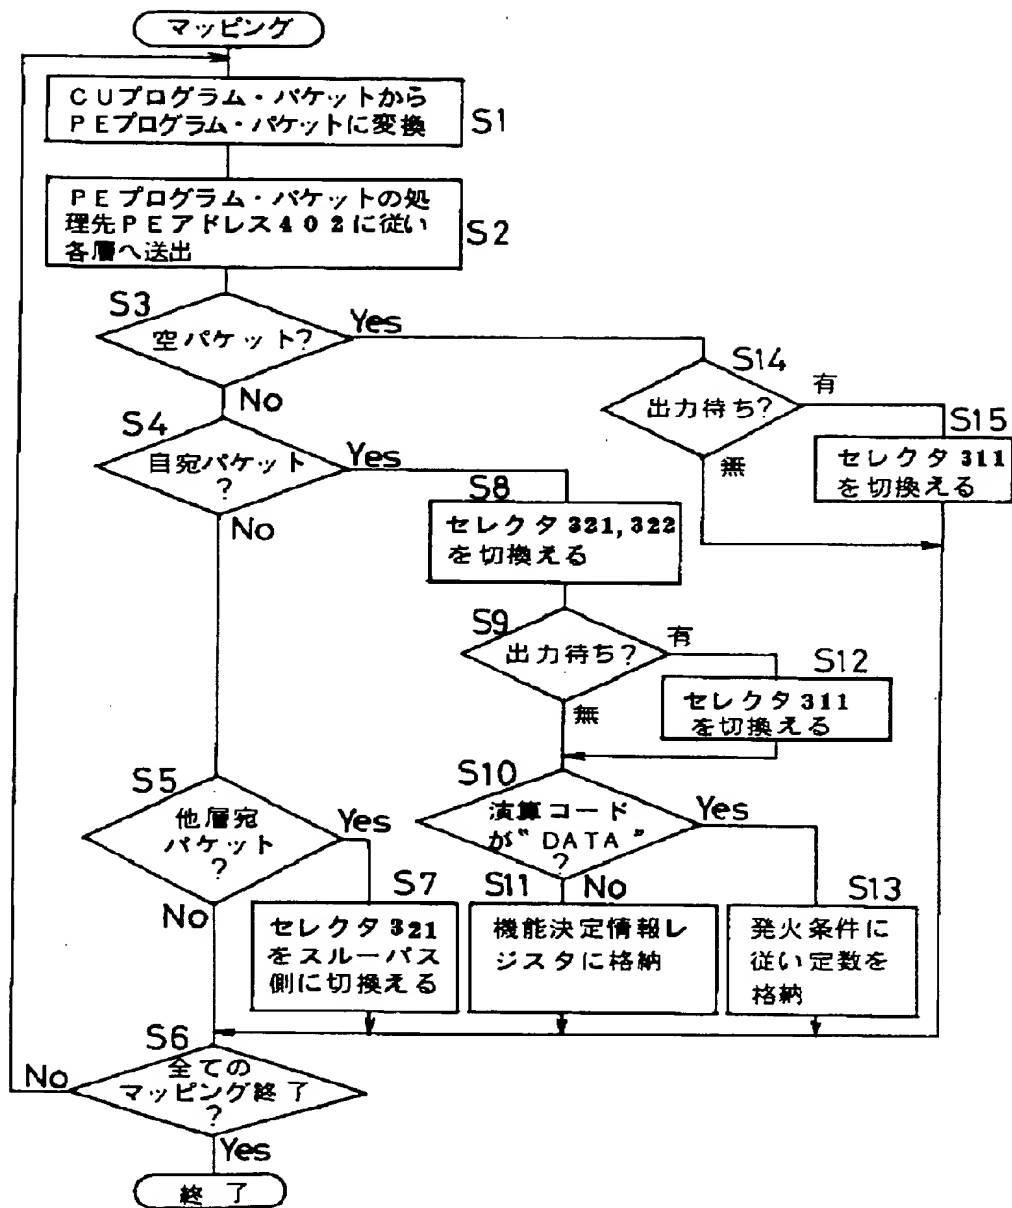 マッピング
CUプログラム・パケットから
PEプログラム・パケットに変換
S1
PEプログラム・パケットの処
理先PEアドレス402に従い
各層へ送出
S2
S3
空パケット?
Yes
No
S14
出力待ち?
有
無
S15
セレクタ311
を切換える
S4
自宛パケット
?
Yes
No
S8
セレクタ321,322
を切換える
S9
出力待ち?
有
無
S12
セレクタ311
を切換える
S10
演算コード
が"DATA"
?
Yes
No
S5
他層宛
パケット
?
Yes
No
S7
セレクタ321
をスルーパス
側に切換える
S11
機能決定情報レ
ジスタに格納
S13
発火条件に
従い定数を
格納
S6
全ての
マッピング終了
?
No
Yes
終了